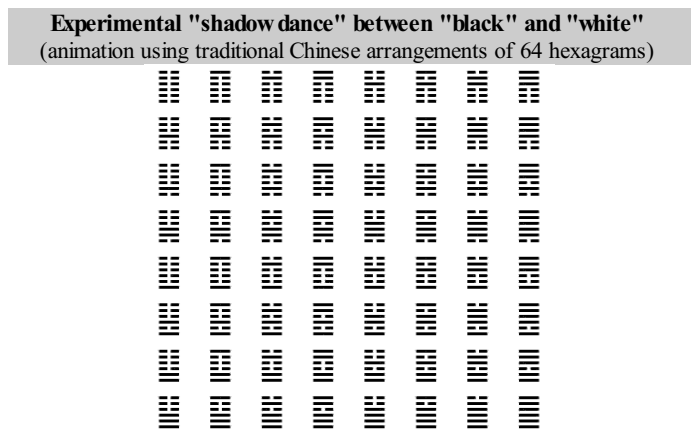 Experimental "shadow dance" between "black" and "white"
(animation using traditional Chinese arrangements of 64 hexagrams)